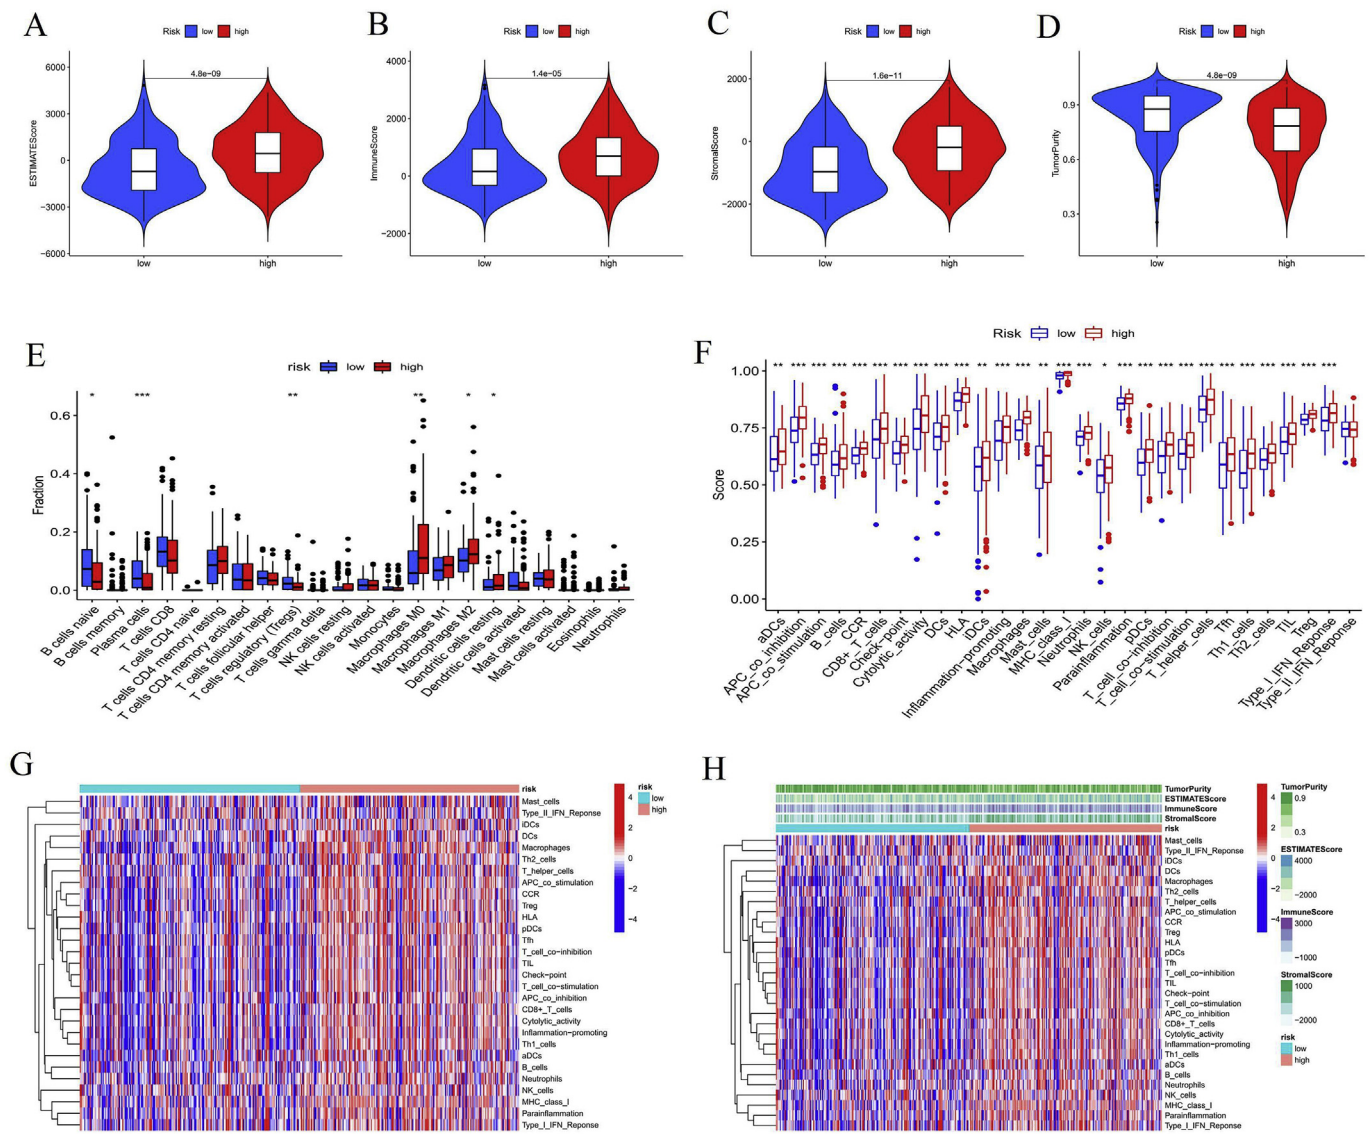 A
Risk low high
ESTIMATEScore
6000
3000
0
−3000
−6000
4.8e−09
low
high
B
Risk low high
ImmuneScore
4000
2000
0
−2000
1.4e−05
low
high
C
Risk low high
StromalScore
2000
0
−2000
1.6e−11
low
high
D
Risk low high
TumorPurity
0.9
0.6
0.3
4.8e−09
low
high
E
risk low high
Fraction
0.6
0.4
0.2
0.0
* *** ** ** * *
B cells naive
B cells memory
Plasma cells
T cells CD8
T cells CD4 naive
T cells CD4 memory resting
T cells CD4 memory activated
T cells follicular helper
T cells regulatory (Tregs)
T cells gamma delta
NK cells resting
NK cells activated
Monocytes
Macrophages M0
Macrophages M1
Macrophages M2
Dendritic cells resting
Dendritic cells activated
Mast cells resting
Mast cells activated
Eosinophils
Neutrophils
F
Risk low high
Score
1.00
0.75
0.50
0.25
0.00
** *** *** *** *** *** *** *** *** *** ** *** *** ** *** *** * *** *** *** *** *** *** *** *** *** *** ***
aDCs
APC_co_inhibition
APC_co_stimulation
B_cells
CCR
CD8+_T_cells
Check−point
Cytolytic_activity
DCs
HLA
iDCs
Inflammation−promoting
Macrophages
Mast_cells
MHC_class_I
Neutrophils
NK_cells
Parainflammation
pDCs
T_cell_co−inhibition
T_cell_co−stimulation
T_helper_cells
Tfh
Th1_cells
Th2_cells
TIL
Treg
Type_I_IFN_Reponse
Type_II_IFN_Reponse
G
risk
Mast_cells
Type_II_IFN_Reponse
iDCs
DCs
Macrophages
Th2_cells
T_helper_cells
APC_co_stimulation
CCR
Treg
HLA
pDCs
Tfh
T_cell_co−inhibition
TIL
Check−point
T_cell_co−stimulation
APC_co_inhibition
CD8+_T_cells
Cytolytic_activity
Inflammation−promoting
Th1_cells
aDCs
B_cells
Neutrophils
NK_cells
MHC_class_I
Parainflammation
Type_I_IFN_Reponse
4
2
0
−2
−4
risk
low
high
H
TumorPurity
ESTIMATEScore
ImmuneScore
StromalScore
risk
Mast_cells
Type_II_IFN_Reponse
iDCs
DCs
Macrophages
Th2_cells
T_helper_cells
APC_co_stimulation
CCR
Treg
HLA
pDCs
Tfh
T_cell_co−inhibition
TIL
Check−point
T_cell_co−stimulation
APC_co_inhibition
CD8+_T_cells
Cytolytic_activity
Inflammation−promoting
Th1_cells
aDCs
B_cells
Neutrophils
NK_cells
MHC_class_I
Parainflammation
Type_I_IFN_Reponse
4
2
0
−2
−4
TumorPurity
0.9
0.3
ESTIMATEScore
4000
−2000
ImmuneScore
3000
−1000
StromalScore
1000
−2000
risk
low
high